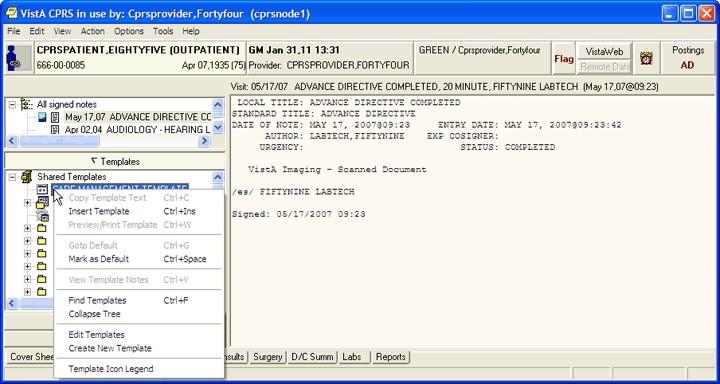 VistA CPRS in use by: Cprsprovider,Fortyfour (cprsnode1)
File Edit View Action Options Tools Help
CPRSPATIENT,EIGHTYFIVE (OUTPATIENT) GM Jan 31,11 13:31 GREEN / Cprsprovider,Fortyfour Flag VistaWeb Postings
666-00-0085 Apr 07,1935 (75) Provider: CPRSPROVIDER,FORTYFOUR Remote Data AD
Visit: 05/17/07 ADVANCE DIRECTIVE COMPLETED, 20 MINUTE, FIFTYNINE LABTECH (May 17,07@09:23)
All signed notes
May 17,07 ADVANCE DIRECTIVE CO
Apr 02,04 AUDIOLOGY - HEARING L
Templates
Shared Templates
CARE MANAGEMENT TEMPLATE
Copy Template Text Ctrl+C
Insert Template Ctrl+Ins
Preview/Print Template Ctrl+W
Goto Default Ctrl+G
Mark as Default Ctrl+Space
View Template Notes Ctrl+V
Find Templates Ctrl+F
Collapse Tree
Edit Templates
Create New Template
Template Icon Legend
LOCAL TITLE: ADVANCE DIRECTIVE COMPLETED
STANDARD TITLE: ADVANCE DIRECTIVE
DATE OF NOTE: MAY 17, 2007@09:23 ENTRY DATE: MAY 17, 2007@09:23:42
AUTHOR: LABTECH,FIFTYNINE EXP COSIGNER:
URGENCY: STATUS: COMPLETED
VistA Imaging - Scanned Document
/es/ FIFTYNINE LABTECH
Signed: 05/17/2007 09:23
Cover Shee sults Surgery D/C Summ Labs Reports